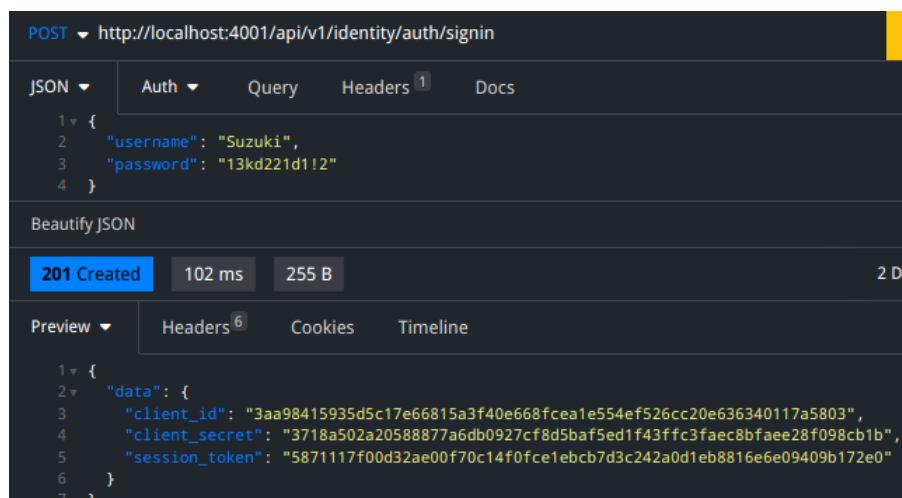 POST http://localhost:4001/api/v1/identity/auth/signin
JSON Auth Query Headers 1 Docs
1 {
2 "username": "Suzuki",
3 "password": "13kd221d1!2"
4 }
Beautify JSON
201 Created 102 ms 255 B 2 D
Preview Headers 6 Cookies Timeline
1 {
2 "data": {
3 "client_id": "3aa98415935d5c17e66815a3f40e668fcea1e554ef526cc20e636340117a5803",
4 "client_secret": "3718a502a20588877a6db0927cf8d5baf5ed1f43ffc3faec8bfaee28f098cb1b",
5 "session_token": "5871117f00d32ae00f70c14f0fce1ebcb7d3c242a0d1eb8816e6e09409b172e0"
6 }
7 }